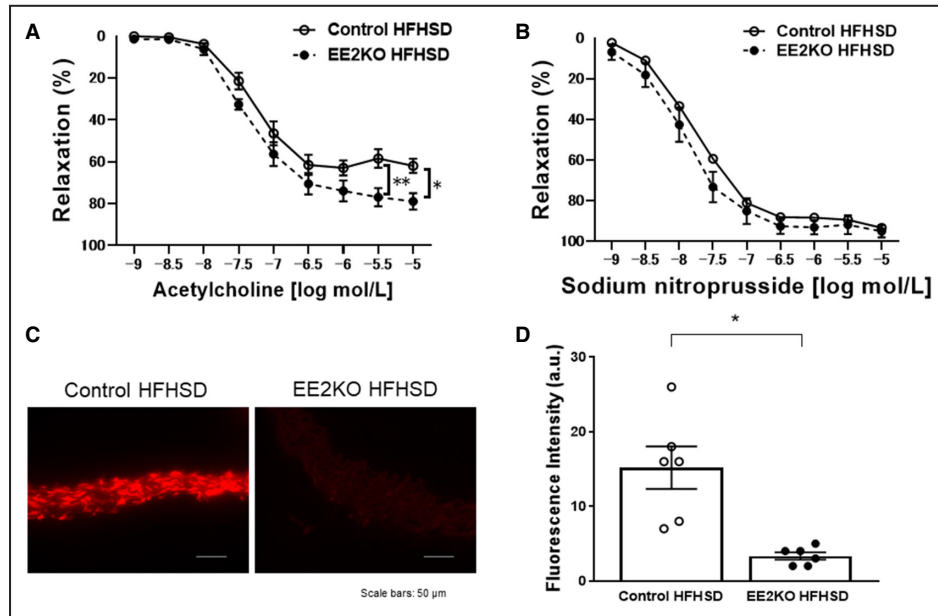 A
Control HFHSD
EE2KO HFHSD
0
20
40
60
80
100
Relaxation (%)
** *
−9 −8.5 −8 −7.5 −7 −6.5 −6 −5.5 −5
Acetylcholine [log mol/L]
B
Control HFHSD
EE2KO HFHSD
0
20
40
60
80
100
Relaxation (%)
−9 −8.5 −8 −7.5 −7 −6.5 −6 −5.5 −5
Sodium nitroprusside [log mol/L]
C
Control HFHSD EE2KO HFHSD
Scale bars: 50 µm
D
*
30
20
10
0
Fluorescence Intensity (a.u.)
Control HFHSD EE2KO HFHSD